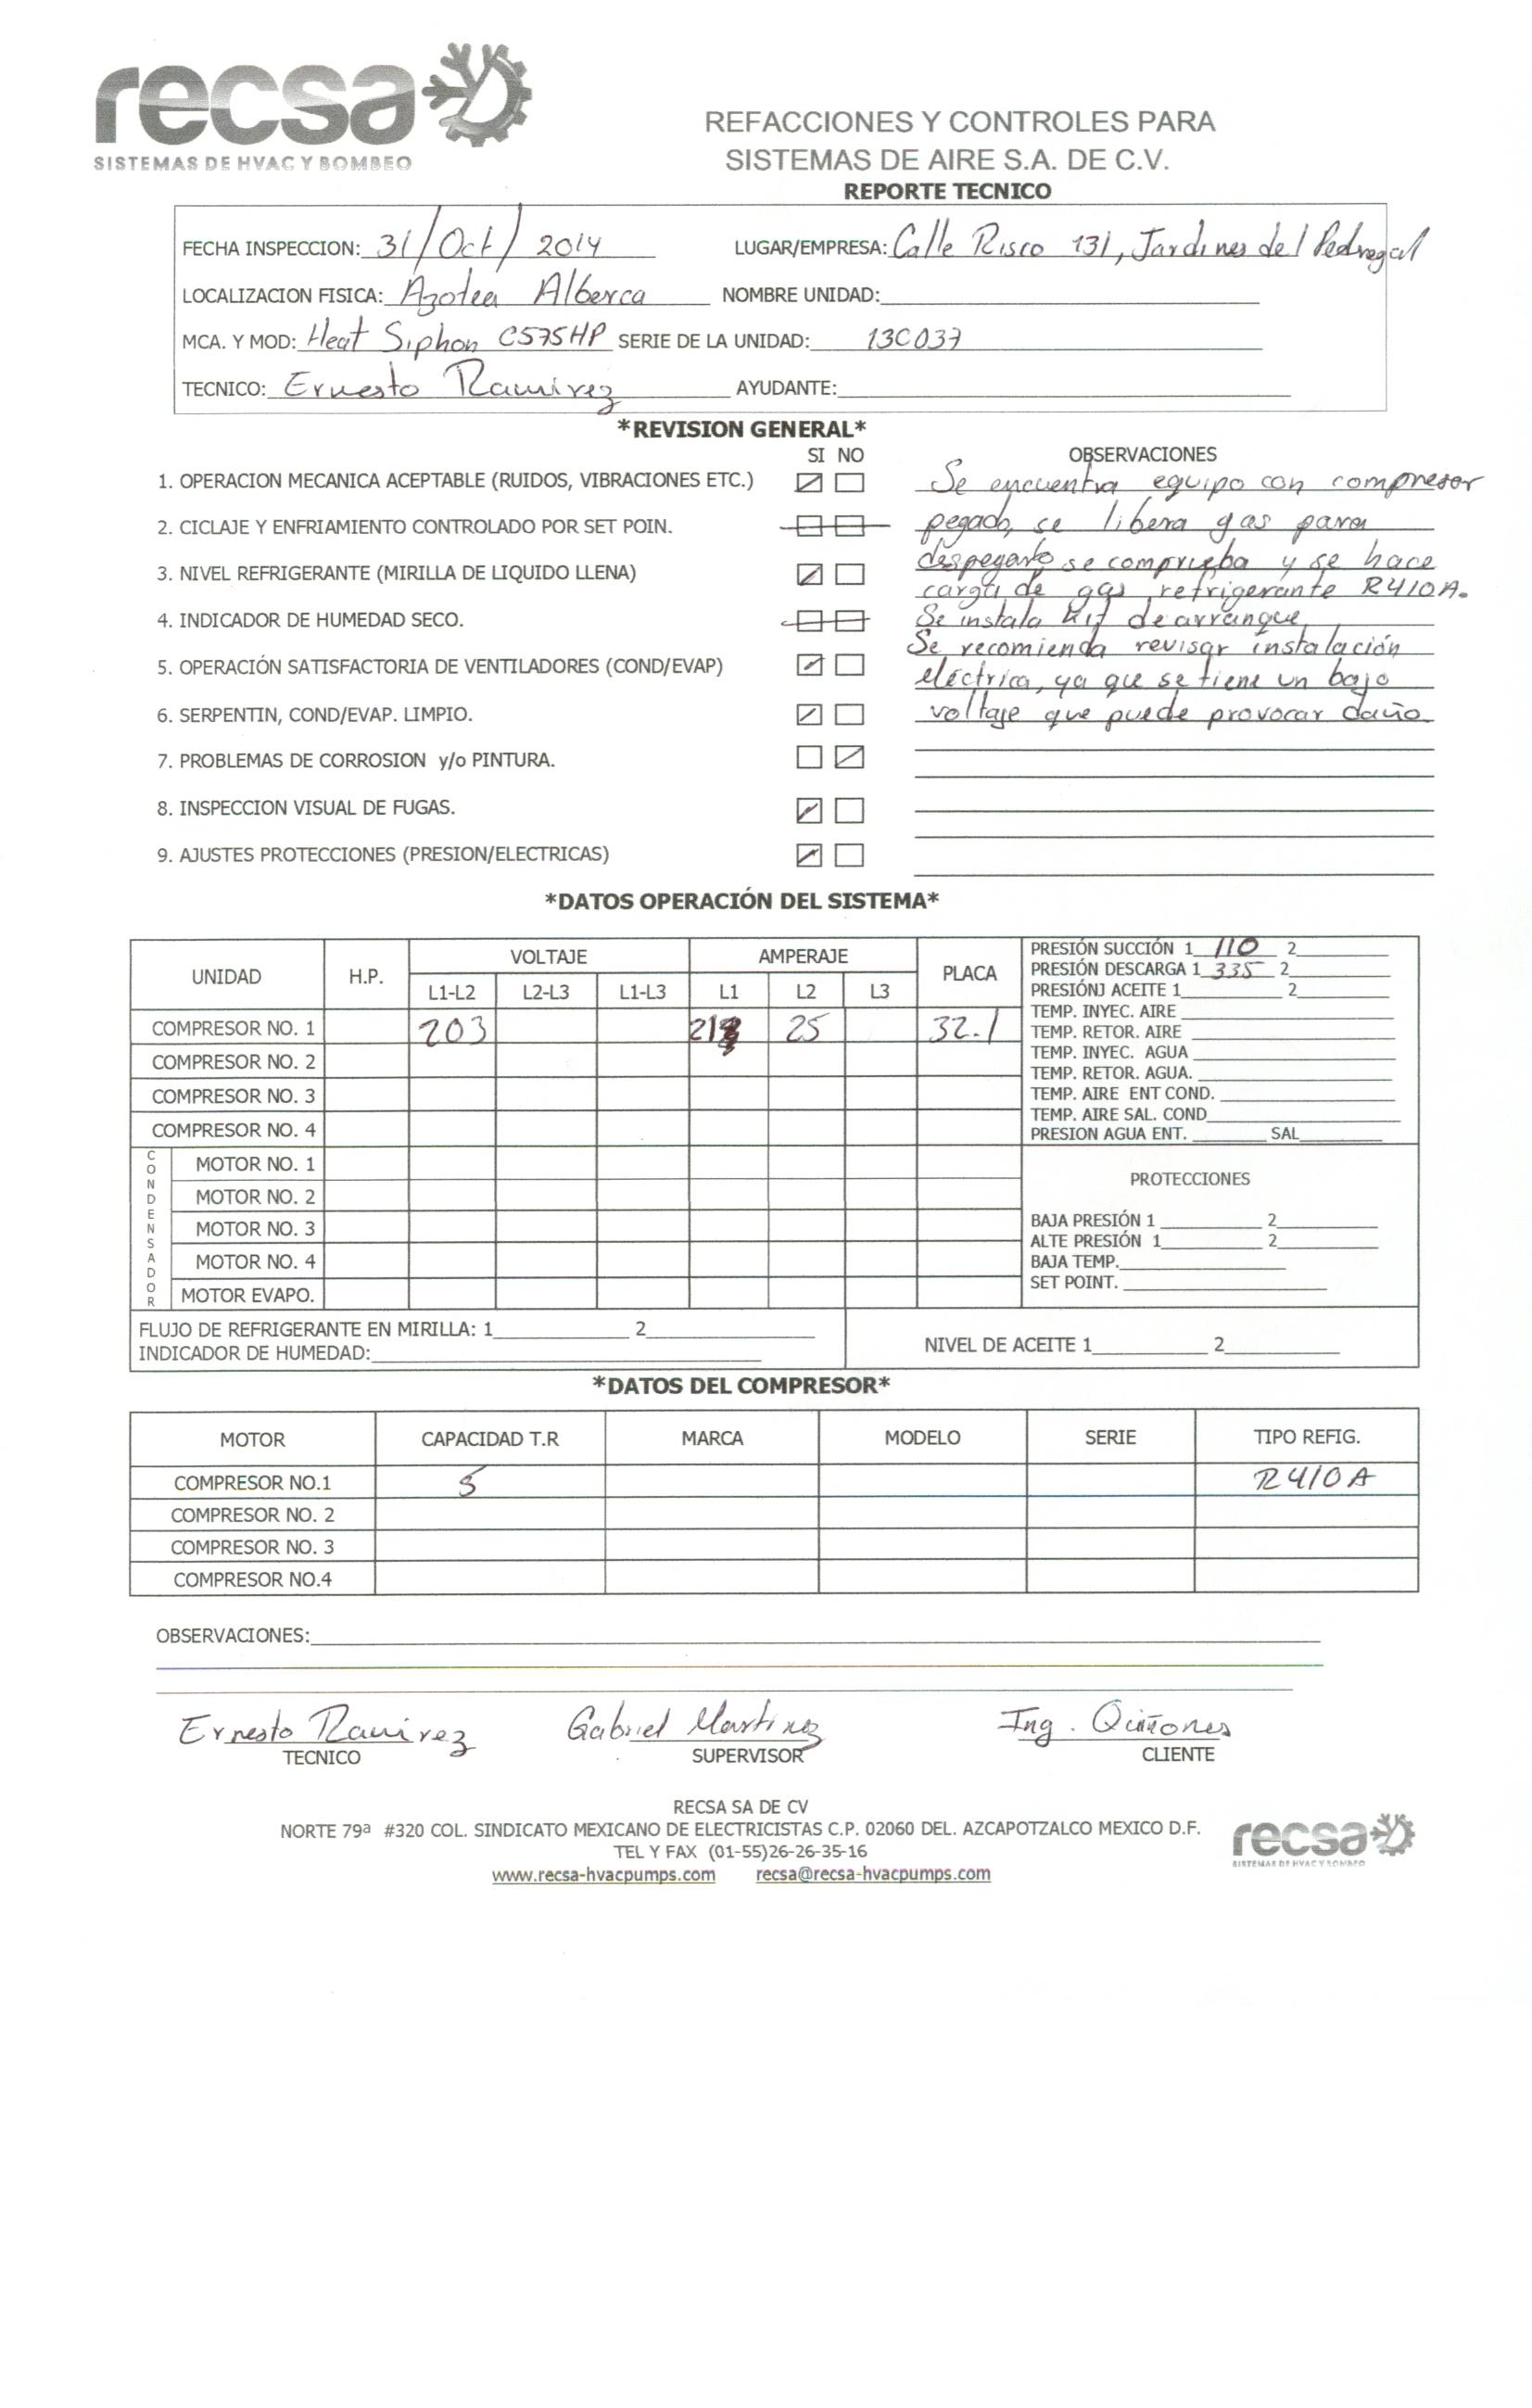 recsa
SISTEMAS DE HVAC Y BOMBEO
REFACCIONES Y CONTROLES PARA
SISTEMAS DE AIRE S.A. DE C.V.
REPORTE TECNICO
FECHA INSPECCION: 31/Oct/2014 LUGAR/EMPRESA: Calle Risco 131, Jardines del Pedregal
LOCALIZACION FISICA: Azotea Alberca NOMBRE UNIDAD:
MCA. Y MOD: Heat Siphon C575HP SERIE DE LA UNIDAD: 13C037
TECNICO: Ernesto Ramirez AYUDANTE:
*REVISION GENERAL*
SI NO OBSERVACIONES
1. OPERACION MECANICA ACEPTABLE (RUIDOS, VIBRACIONES ETC.)
2. CICLAJE Y ENFRIAMIENTO CONTROLADO POR SET POIN.
3. NIVEL REFRIGERANTE (MIRILLA DE LIQUIDO LLENA)
4. INDICADOR DE HUMEDAD SECO.
5. OPERACIÓN SATISFACTORIA DE VENTILADORES (COND/EVAP)
6. SERPENTIN, COND/EVAP. LIMPIO.
7. PROBLEMAS DE CORROSION y/o PINTURA.
8. INSPECCION VISUAL DE FUGAS.
9. AJUSTES PROTECCIONES (PRESION/ELECTRICAS)
Se encuentra equipo con compresor
pegado, se libera gas para
despegarlo se comprueba y se hace
carga de gas refrigerante R410A.
Se instala Kit de arranque
Se recomienda revisar instalación
eléctrica, ya que se tiene un bajo
voltaje que puede provocar daño
*DATOS OPERACIÓN DEL SISTEMA*
UNIDAD H.P. VOLTAJE AMPERAJE PLACA
L1-L2 L2-L3 L1-L3 L1 L2 L3
COMPRESOR NO. 1 203 25 32.1
COMPRESOR NO. 2
COMPRESOR NO. 3
COMPRESOR NO. 4
CONDENSADOR
MOTOR NO. 1
MOTOR NO. 2
MOTOR NO. 3
MOTOR NO. 4
MOTOR EVAPO.
PRESIÓN SUCCIÓN 1 110 2
PRESIÓN DESCARGA 1 335 2
PRESIÓNJ ACEITE 1 2
TEMP. INYEC. AIRE
TEMP. RETOR. AIRE
TEMP. INYEC. AGUA
TEMP. RETOR. AGUA.
TEMP. AIRE ENT COND.
TEMP. AIRE SAL. COND
PRESION AGUA ENT. SAL
PROTECCIONES
BAJA PRESIÓN 1 2
ALTE PRESIÓN 1 2
BAJA TEMP.
SET POINT.
FLUJO DE REFRIGERANTE EN MIRILLA: 1 2
INDICADOR DE HUMEDAD:
NIVEL DE ACEITE 1 2
*DATOS DEL COMPRESOR*
MOTOR CAPACIDAD T.R MARCA MODELO SERIE TIPO REFIG.
COMPRESOR NO.1 5 R410A
COMPRESOR NO. 2
COMPRESOR NO. 3
COMPRESOR NO.4
OBSERVACIONES:
Ernesto Ramirez Gabriel Martinez Ing. Quiñones
TECNICO SUPERVISOR CLIENTE
RECSA SA DE CV
NORTE 79ª #320 COL. SINDICATO MEXICANO DE ELECTRICISTAS C.P. 02060 DEL. AZCAPOTZALCO MEXICO D.F.
TEL Y FAX (01-55)26-26-35-16
www.recsa-hvacpumps.com recsa@recsa-hvacpumps.com
recsa
SISTEMAS DE HVAC Y BOMBEO